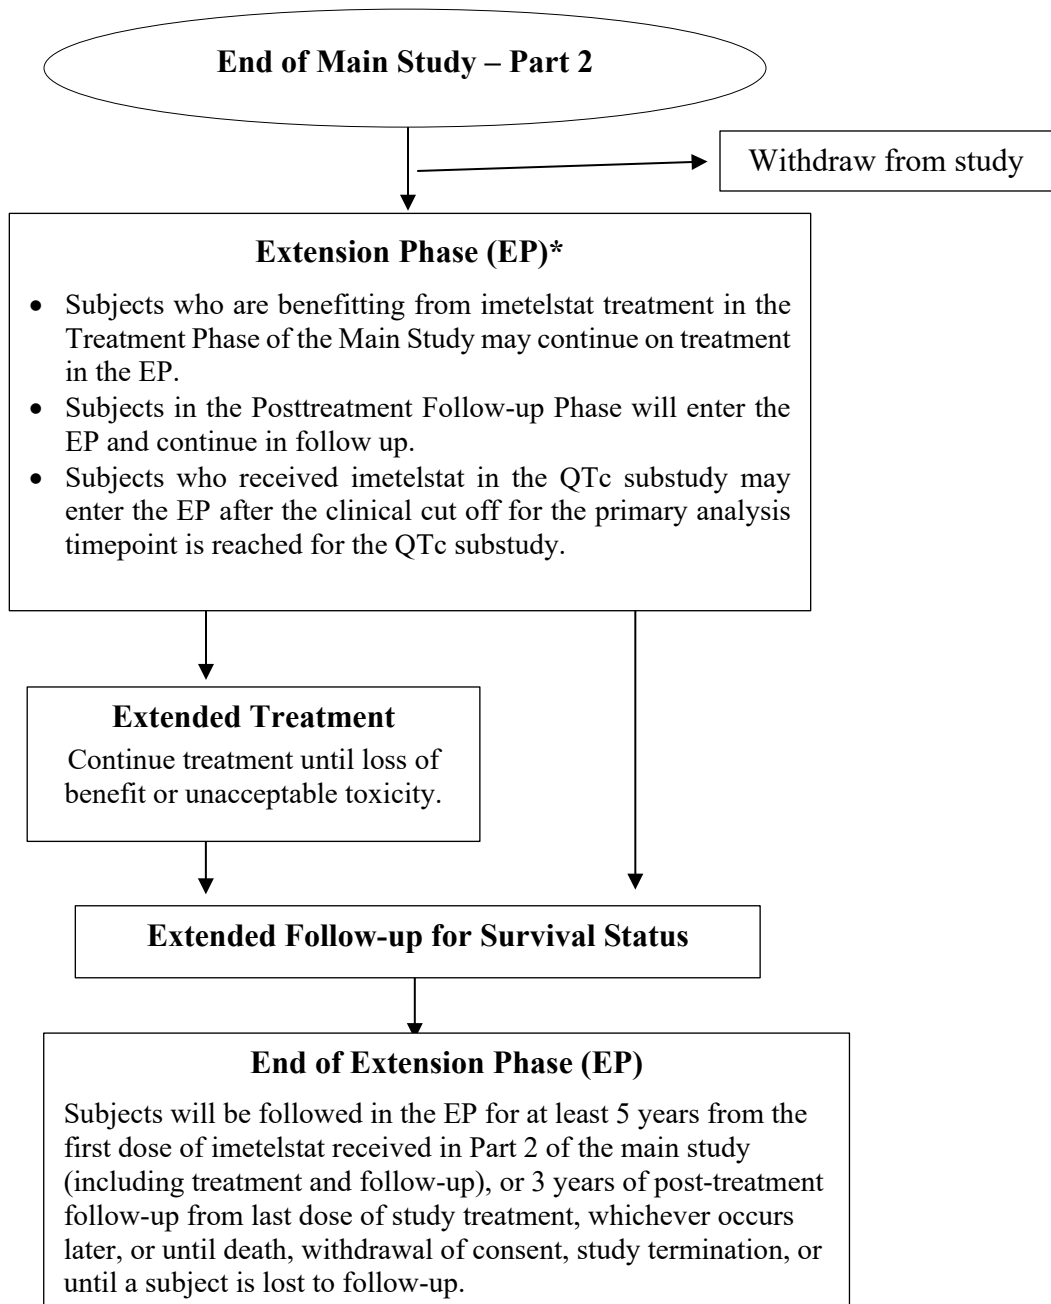 End of Main Study – Part 2
Withdraw from study
Extension Phase (EP)*
• Subjects who are benefitting from imetelstat treatment in the
Treatment Phase of the Main Study may continue on treatment
in the EP.
• Subjects in the Posttreatment Follow-up Phase will enter the
EP and continue in follow up.
• Subjects who received imetelstat in the QTc substudy may
enter the EP after the clinical cut off for the primary analysis
timepoint is reached for the QTc substudy.
Extended Treatment
Continue treatment until loss of
benefit or unacceptable toxicity.
Extended Follow-up for Survival Status
End of Extension Phase (EP)
Subjects will be followed in the EP for at least 5 years from the
first dose of imetelstat received in Part 2 of the main study
(including treatment and follow-up), or 3 years of post-treatment
follow-up from last dose of study treatment, whichever occurs
later, or until death, withdrawal of consent, study termination, or
until a subject is lost to follow-up.